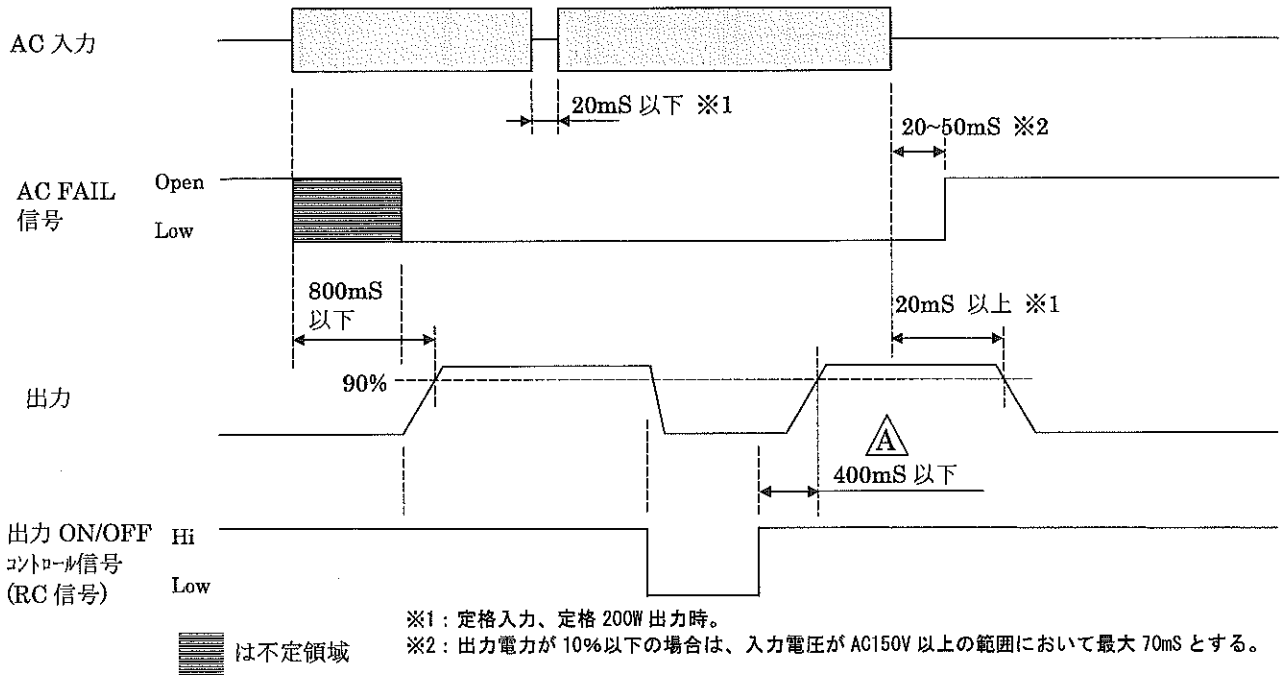 AC 入力
20mS 以下 ※1
20~50mS ※2
AC FAIL
信号
Open
Low
800mS
以下
20mS 以上 ※1
90%
出力
A
400mS 以下
出力 ON/OFF
コントロール信号
(RC 信号)
Hi
Low
は不定領域
※1：定格入力、定格 200W 出力時。
※2：出力電力が 10%以下の場合は、入力電圧が AC150V 以上の範囲において最大 70mS とする。